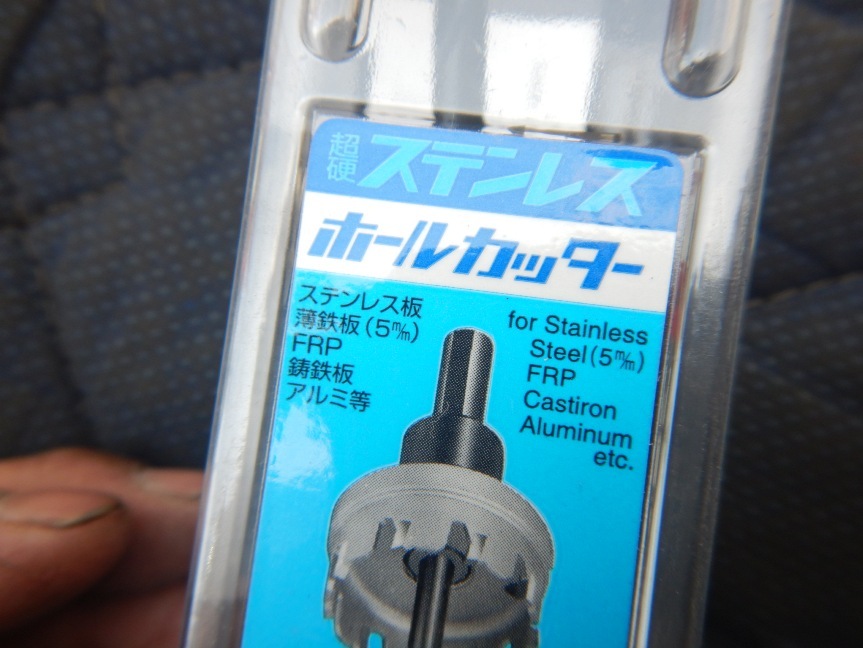 超硬ステンレス
ホールカッター
ステンレス板
薄鉄板(5㎜)
FRP
鋳鉄板
アルミ等
for Stainless
Steel(5㎜)
FRP
Castiron
Aluminum
etc.